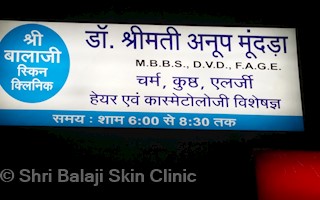 श्री
बालाजी
स्किन
क्लिनिक
डॉ. श्रीमती अनूप मूंदड़ा
M.B.B.S., D.V.D., F.A.G.E.
चर्म, कुष्ठ, एलर्जी
हेयर एवं कास्मेटोलोजी विशेषज्ञ
समय : शाम 6:00 से 8:30 तक
© Shri Balaji Skin Clinic